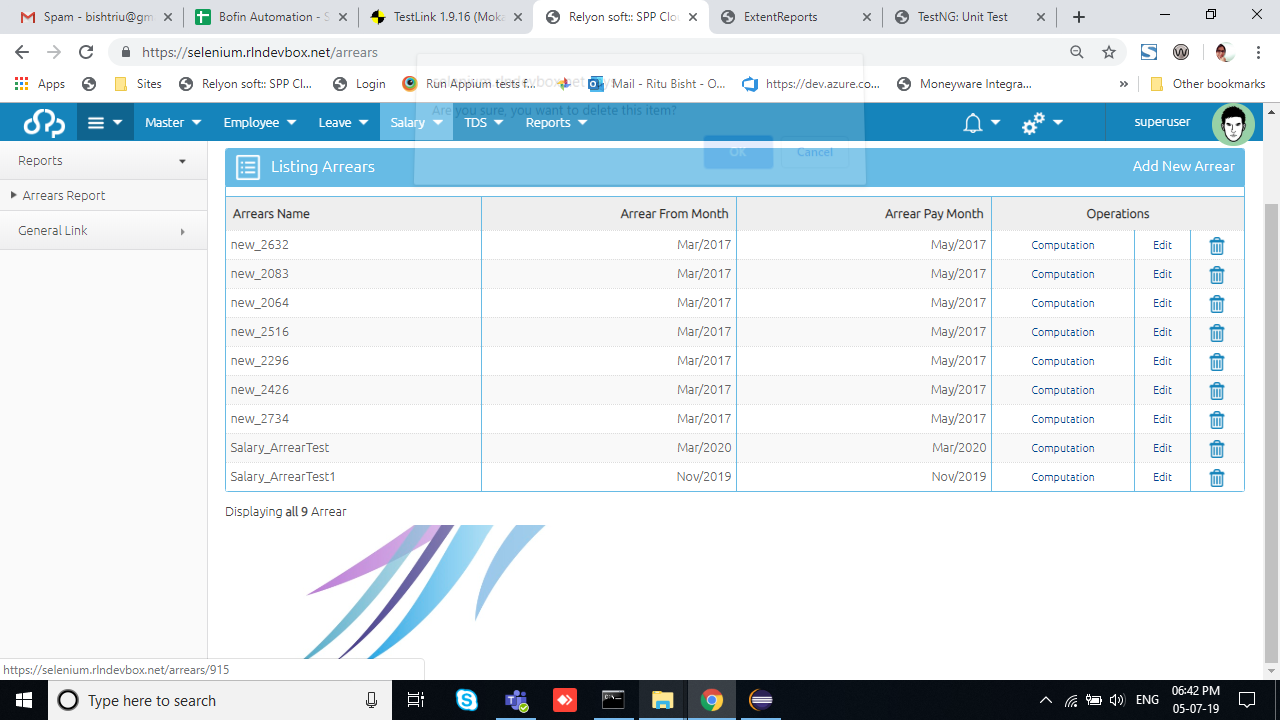 Spam - bishtriu@gm
Bofin Automation - S
TestLink 1.9.16 (Moka
Relyon soft:: SPP Clou
ExtentReports
TestNG: Unit Test
https://selenium.rlndevbox.net/arrears
Apps
Sites
Relyon soft:: SPP Cl...
Login
Run Appium tests f...
Mail - Ritu Bisht - O...
https://dev.azure.co...
Moneyware Integra...
»
Other bookmarks
Are you sure, you want to delete this item?
OK
Cancel
Master
Employee
Leave
Salary
TDS
Reports
superuser
Reports
Arrears Report
General Link
Listing Arrears
Add New Arrear
Arrears Name Arrear From Month Arrear Pay Month Operations
new_2632 Mar/2017 May/2017 Computation Edit
new_2083 Mar/2017 May/2017 Computation Edit
new_2064 Mar/2017 May/2017 Computation Edit
new_2516 Mar/2017 May/2017 Computation Edit
new_2296 Mar/2017 May/2017 Computation Edit
new_2426 Mar/2017 May/2017 Computation Edit
new_2734 Mar/2017 May/2017 Computation Edit
Salary_ArrearTest Mar/2020 Mar/2020 Computation Edit
Salary_ArrearTest1 Nov/2019 Nov/2019 Computation Edit
Displaying all 9 Arrear
https://selenium.rlndevbox.net/arrears/915
Type here to search
ENG
06:42 PM
05-07-19